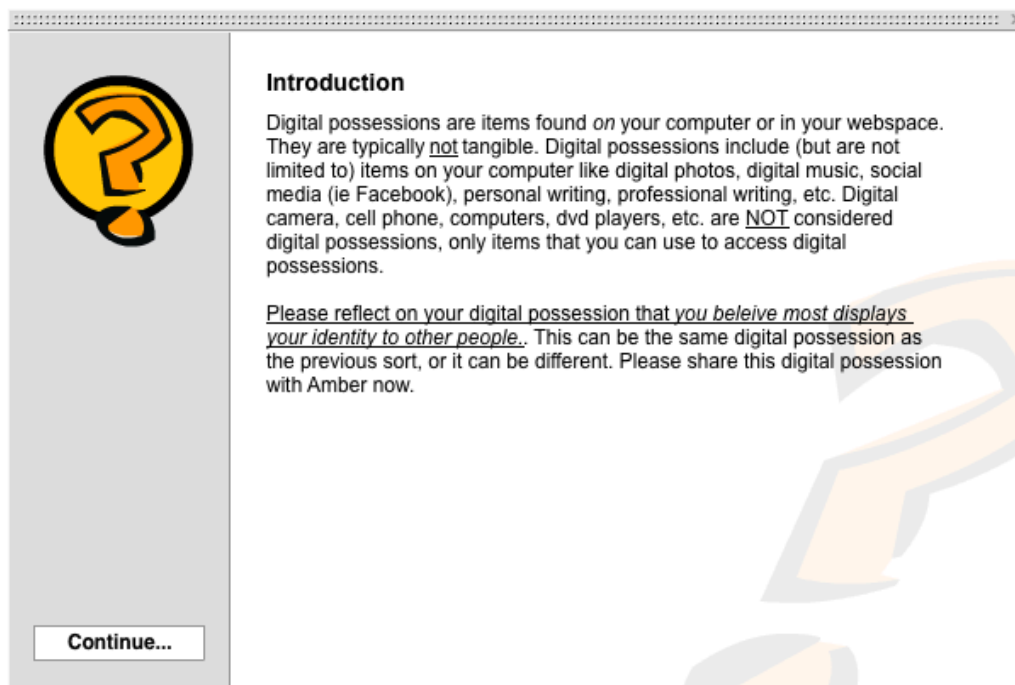 Introduction
Digital possessions are items found on your computer or in your webspace.
They are typically not tangible. Digital possessions include (but are not
limited to) items on your computer like digital photos, digital music, social
media (ie Facebook), personal writing, professional writing, etc. Digital
camera, cell phone, computers, dvd players, etc. are NOT considered
digital possessions, only items that you can use to access digital
possessions.
Please reflect on your digital possession that you beleive most displays
your identity to other people.. This can be the same digital possession as
the previous sort, or it can be different. Please share this digital possession
with Amber now.
Continue...